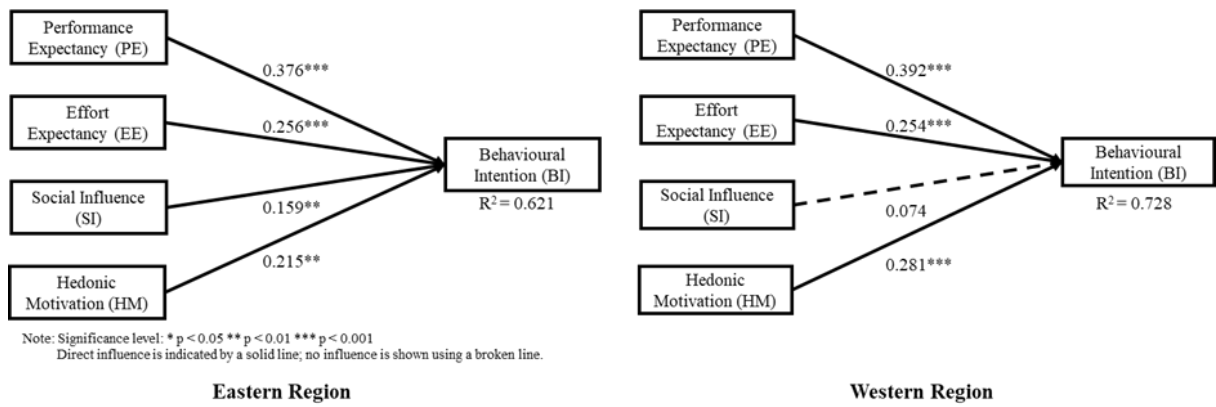 Performance
Expectancy (PE)
0.376***
Effort
Expectancy (EE)
0.256***
Behavioural
Intention (BI)
R² = 0.621
Social Influence
(SI)
0.159**
0.215**
Hedonic
Motivation (HM)
Note: Significance level: * p < 0.05 ** p < 0.01 *** p < 0.001
Direct influence is indicated by a solid line; no influence is shown using a broken line.
Eastern Region
Performance
Expectancy (PE)
0.392***
Effort
Expectancy (EE)
0.254***
Behavioural
Intention (BI)
R² = 0.728
Social Influence
(SI)
0.074
0.281***
Hedonic
Motivation (HM)
Western Region